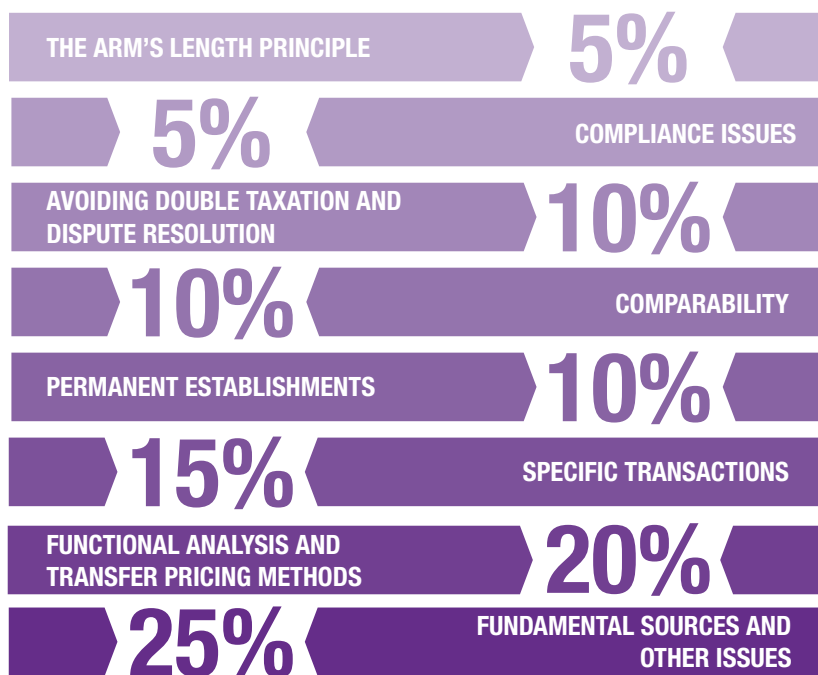 THE ARM'S LENGTH PRINCIPLE 5%
5% COMPLIANCE ISSUES
AVOIDING DOUBLE TAXATION AND
DISPUTE RESOLUTION
10%
10% COMPARABILITY
PERMANENT ESTABLISHMENTS 10%
15% SPECIFIC TRANSACTIONS
FUNCTIONAL ANALYSIS AND
TRANSFER PRICING METHODS
20%
25%
FUNDAMENTAL SOURCES AND
OTHER ISSUES